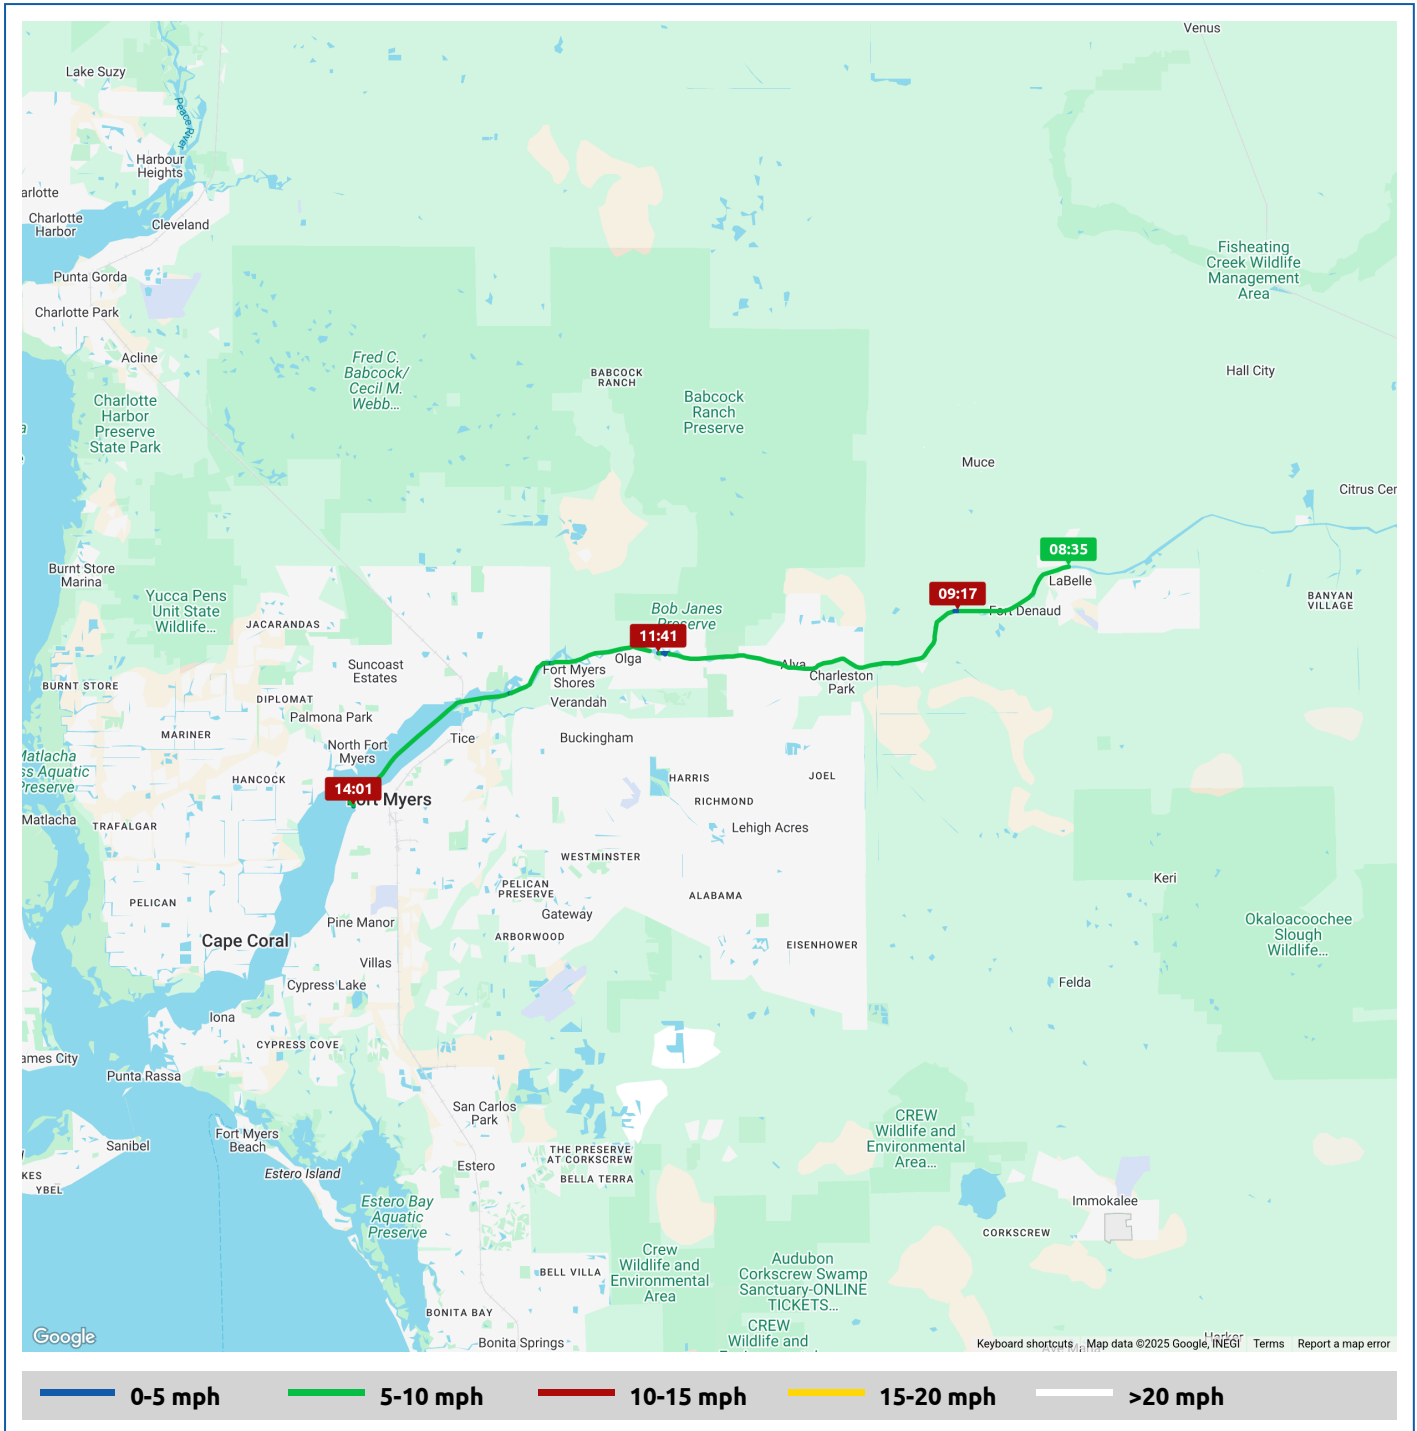 Venus
Lake Suzy
Peace River
Harbour
Heights
arlotte
Charlotte
Harbor
Cleveland
Fisheating
Creek Wildlife
Management
Area
Punta Gorda
Charlotte Park
Acline
Fred C.
Babcock/
Cecil M.
Webb...
BABCOCK
RANCH
Hall City
Babcock
Ranch
Preserve
Charlotte
Harbor
Preserve
State Park
Muce
Citrus Cer
08:35
Burnt Store
Marina
LaBelle
09:17
Fort Denaud
BANYAN
VILLAGE
Yucca Pens
Unit State
Wildlife...
Bob Janes
Preserve
JACARANDAS
11:41
Olga
Suncoast
Estates
Fort Myers
Shores
Alva
Charleston
Park
BURNT STORE
DIPLOMAT
Verandah
Palmona Park
MARINER
Tice
Buckingham
North Fort
Myers
Matlacha
ss Aquatic
Preserve
HANCOCK
HARRIS
JOEL
14:01
Fort Myers
RICHMOND
Matlacha
TRAFALGAR
Lehigh Acres
WESTMINSTER
Keri
PELICAN
PRESERVE
ALABAMA
PELICAN
Gateway
Pine Manor
Okaloacoochee
Slough
Wildlife...
Cape Coral
ARBORWOOD
EISENHOWER
Villas
Felda
Cypress Lake
Iona
CYPRESS COVE
ames City
Punta Rassa
San Carlos
Park
CREW
Wildlife and
Environmental
Area...
Sanibel
Fort Myers
Beach
THE PRESERVE
AT CORKSCREW
Estero
Estero Island
BELLA TERRA
KES
YBEL
Estero Bay
Aquatic
Preserve
Immokalee
CORKSCREW
Crew
Wildlife and
Environmental
Area
Audubon
Corkscrew Swamp
Sanctuary-ONLINE
TICKETS...
BELL VILLA
BONITA BAY
CREW
Wildlife and
Bonita Springs
Harker
Google
Keyboard shortcuts Map data ©2025 Google, INEGI Terms Report a map error
0-5 mph 5-10 mph 10-15 mph 15-20 mph >20 mph